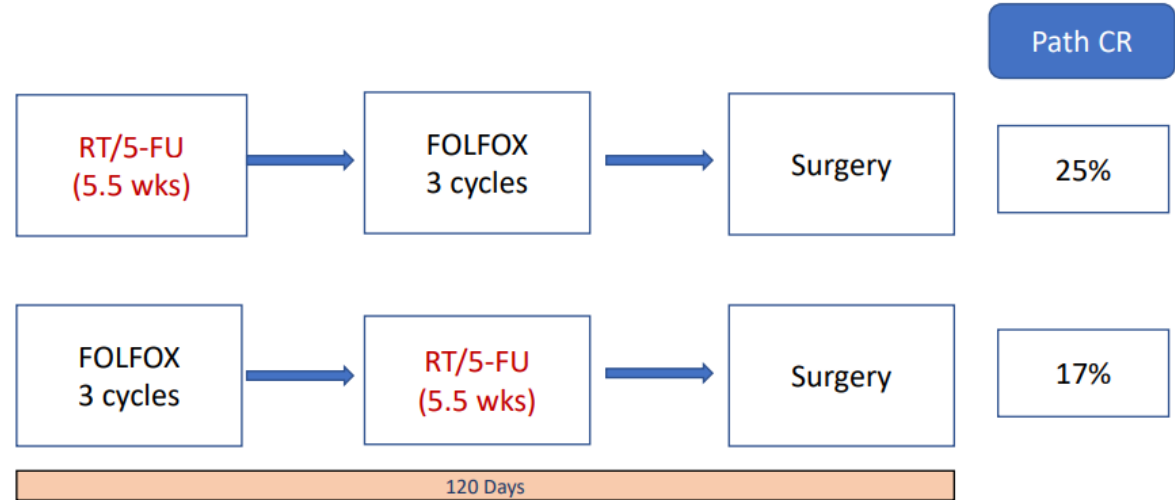 Path CR
RT/5-FU
(5.5 wks)
FOLFOX
3 cycles
Surgery
25%
FOLFOX
3 cycles
RT/5-FU
(5.5 wks)
Surgery
17%
120 Days